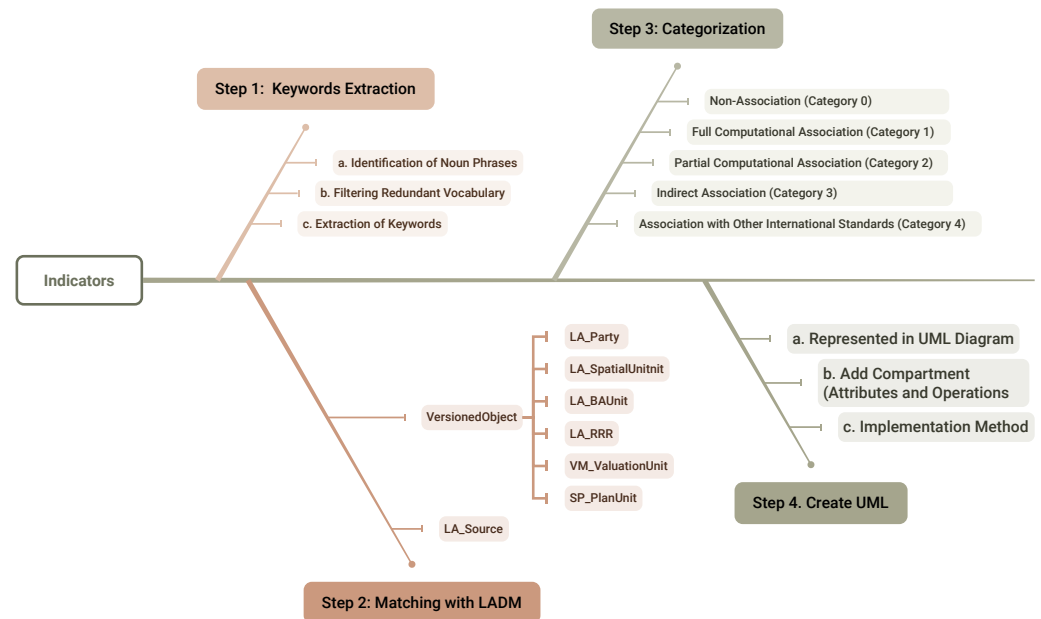 Step 3: Categorization
Step 1: Keywords Extraction
Non-Association (Category 0)
Full Computational Association (Category 1)
Partial Computational Association (Category 2)
Indirect Association (Category 3)
Association with Other International Standards (Category 4)
a. Identification of Noun Phrases
b. Filtering Redundant Vocabulary
c. Extraction of Keywords
Indicators
LA_Party
LA_SpatialUnitnit
LA_BAUnit
LA_RRR
VM_ValuationUnit
SP_PlanUnit
VersionedObject
LA_Source
Step 2: Matching with LADM
a. Represented in UML Diagram
b. Add Compartment
(Attributes and Operations
c. Implementation Method
Step 4. Create UML